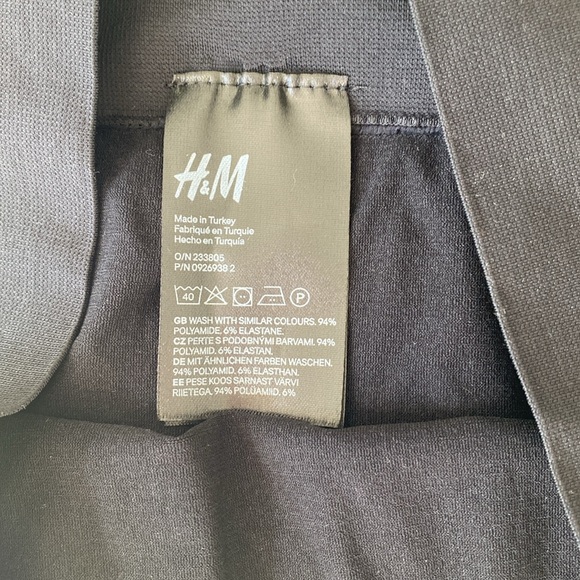 H&M
Made in Turkey
Fabriqué en Turquie
Hecho en Turquía
O/N 233805
P/N 0926938 2
40 P
GB WASH WITH SIMILAR COLOURS. 94%
POLYAMIDE. 6% ELASTANE.
CZ PERTE S PODOBNÝMI BARVAMI. 94%
POLYAMID. 6% ELASTAN.
DE MIT ÄHNLICHEN FARBEN WASCHEN.
94% POLYAMID. 6% ELASTHAN.
EE PESE KOOS SARNAST VÄRVI
RIIETEGA. 94% POLÜAMIID. 6%